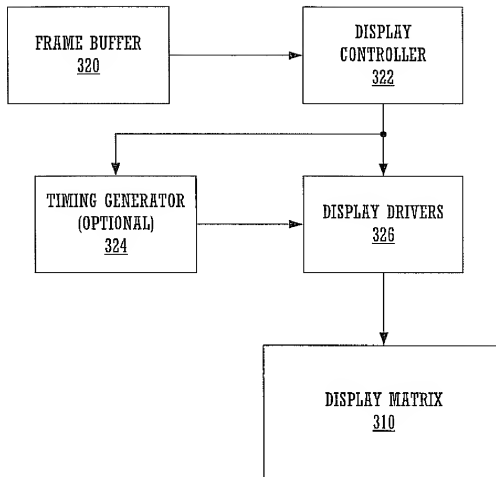 FRAME BUFFER
320
DISPLAY
CONTROLLER
322
TIMING GENERATOR
(OPTIONAL)
324
DISPLAY DRIVERS
326
DISPLAY MATRIX
310